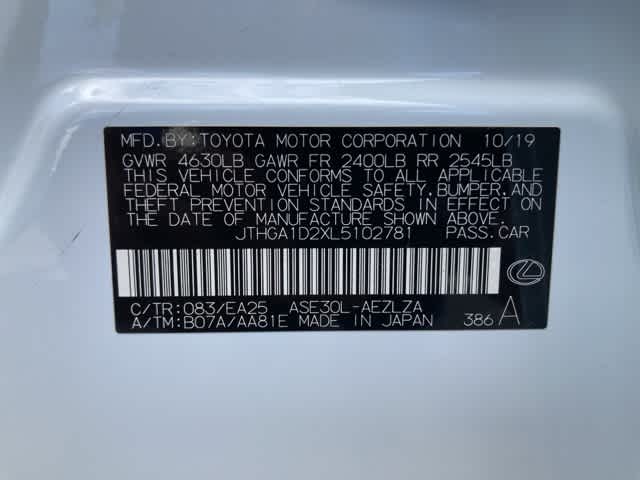 MFD.BY:TOYOTA MOTOR CORPORATION 10/19
GVWR 4630LB GAWR FR 2400LB RR 2545LB
THIS VEHICLE CONFORMS TO ALL APPLICABLE
FEDERAL MOTOR VEHICLE SAFETY,BUMPER,AND
THEFT PREVENTION STANDARDS IN EFFECT ON
THE DATE OF MANUFACTURE SHOWN ABOVE.
JTHGA1D2XL5102781 PASS.CAR
C/TR:083/EA25 ASE30L-AEZLZA
A/TM:B07A/AA81E MADE IN JAPAN 386 A